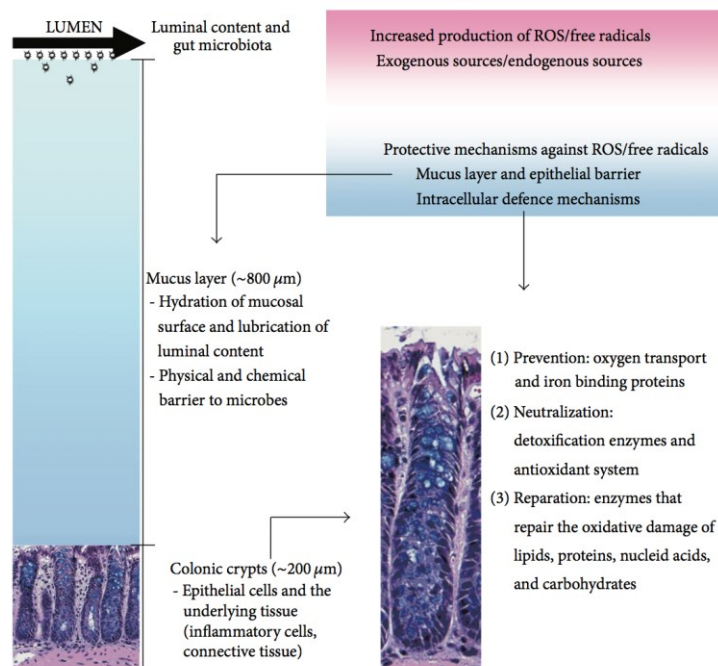 LUMEN
Luminal content and
gut microbiota
Increased production of ROS/free radicals
Exogenous sources/endogenous sources
Protective mechanisms against ROS/free radicals
Mucus layer and epithelial barrier
Intracellular defence mechanisms
Mucus layer (~800 μm)
- Hydration of mucosal
surface and lubrication of
luminal content
- Physical and chemical
barrier to microbes
(1) Prevention: oxygen transport
and iron binding proteins
(2) Neutralization:
detoxification enzymes and
antioxidant system
(3) Reparation: enzymes that
repair the oxidative damage of
lipids, proteins, nucleid acids,
and carbohydrates
Colonic crypts (~200 μm)
- Epithelial cells and the
underlying tissue
(inflammatory cells,
connective tissue)